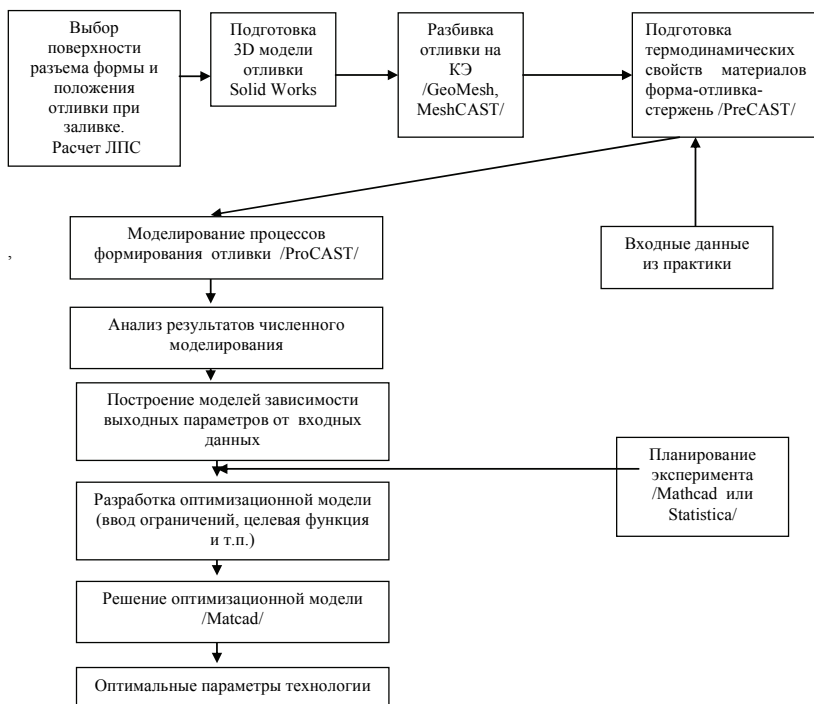 Выбор
поверхности
разъема формы и
положения
отливки при
заливке.
Расчет ЛПС
Подготовка
3D модели
отливки
Solid Works
Разбивка
отливки на
КЭ
/GeoMesh,
MeshCAST/
Подготовка
термодинамических
свойств материалов
форма-отливка-
стержень /PreCAST/
Моделирование процессов
формирования отливки /ProCAST/
,
Входные данные
из практики
Анализ результатов численного
моделирования
Построение моделей зависимости
выходных параметров от входных
данных
Планирование
эксперимента
/Mathcad или
Statistica/
Разработка оптимизационной модели
(ввод ограничений, целевая функция
и т.п.)
Решение оптимизационной модели
/Matcad/
Оптимальные параметры технологии